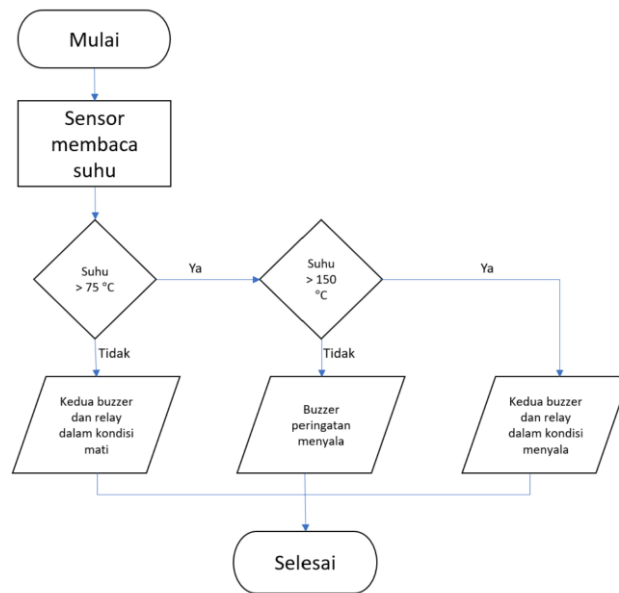 Mulai
Sensor
membaca
suhu
Suhu
> 75 °C
Ya
Suhu
> 150
°C
Ya
Tidak
Tidak
Kedua buzzer
dan relay
dalam kondisi
mati
Buzzer
peringatan
menyala
Kedua buzzer
dan relay
dalam kondisi
menyala
Selesai